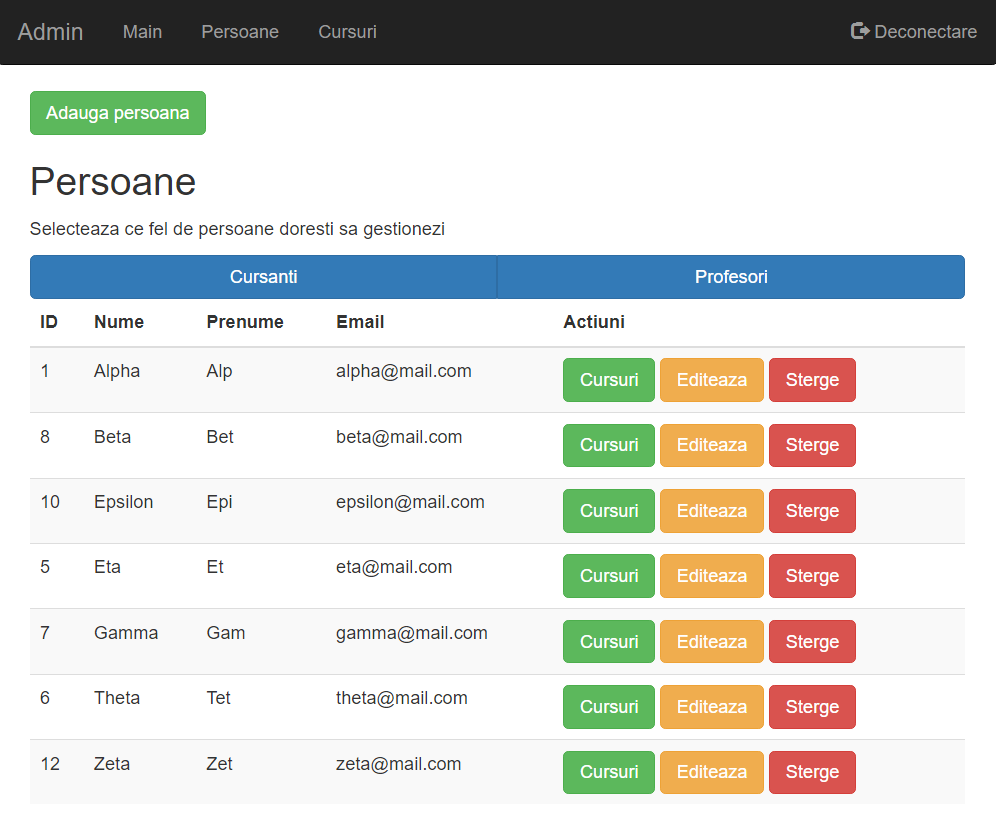 Admin Main Persoane Cursuri Deconectare
Adauga persoana
Persoane
Selecteaza ce fel de persoane doresti sa gestionezi
Cursanti Profesori
ID Nume Prenume Email Actiuni
1 Alpha Alp alpha@mail.com Cursuri Editeaza Sterge
8 Beta Bet beta@mail.com Cursuri Editeaza Sterge
10 Epsilon Epi epsilon@mail.com Cursuri Editeaza Sterge
5 Eta Et eta@mail.com Cursuri Editeaza Sterge
7 Gamma Gam gamma@mail.com Cursuri Editeaza Sterge
6 Theta Tet theta@mail.com Cursuri Editeaza Sterge
12 Zeta Zet zeta@mail.com Cursuri Editeaza Sterge